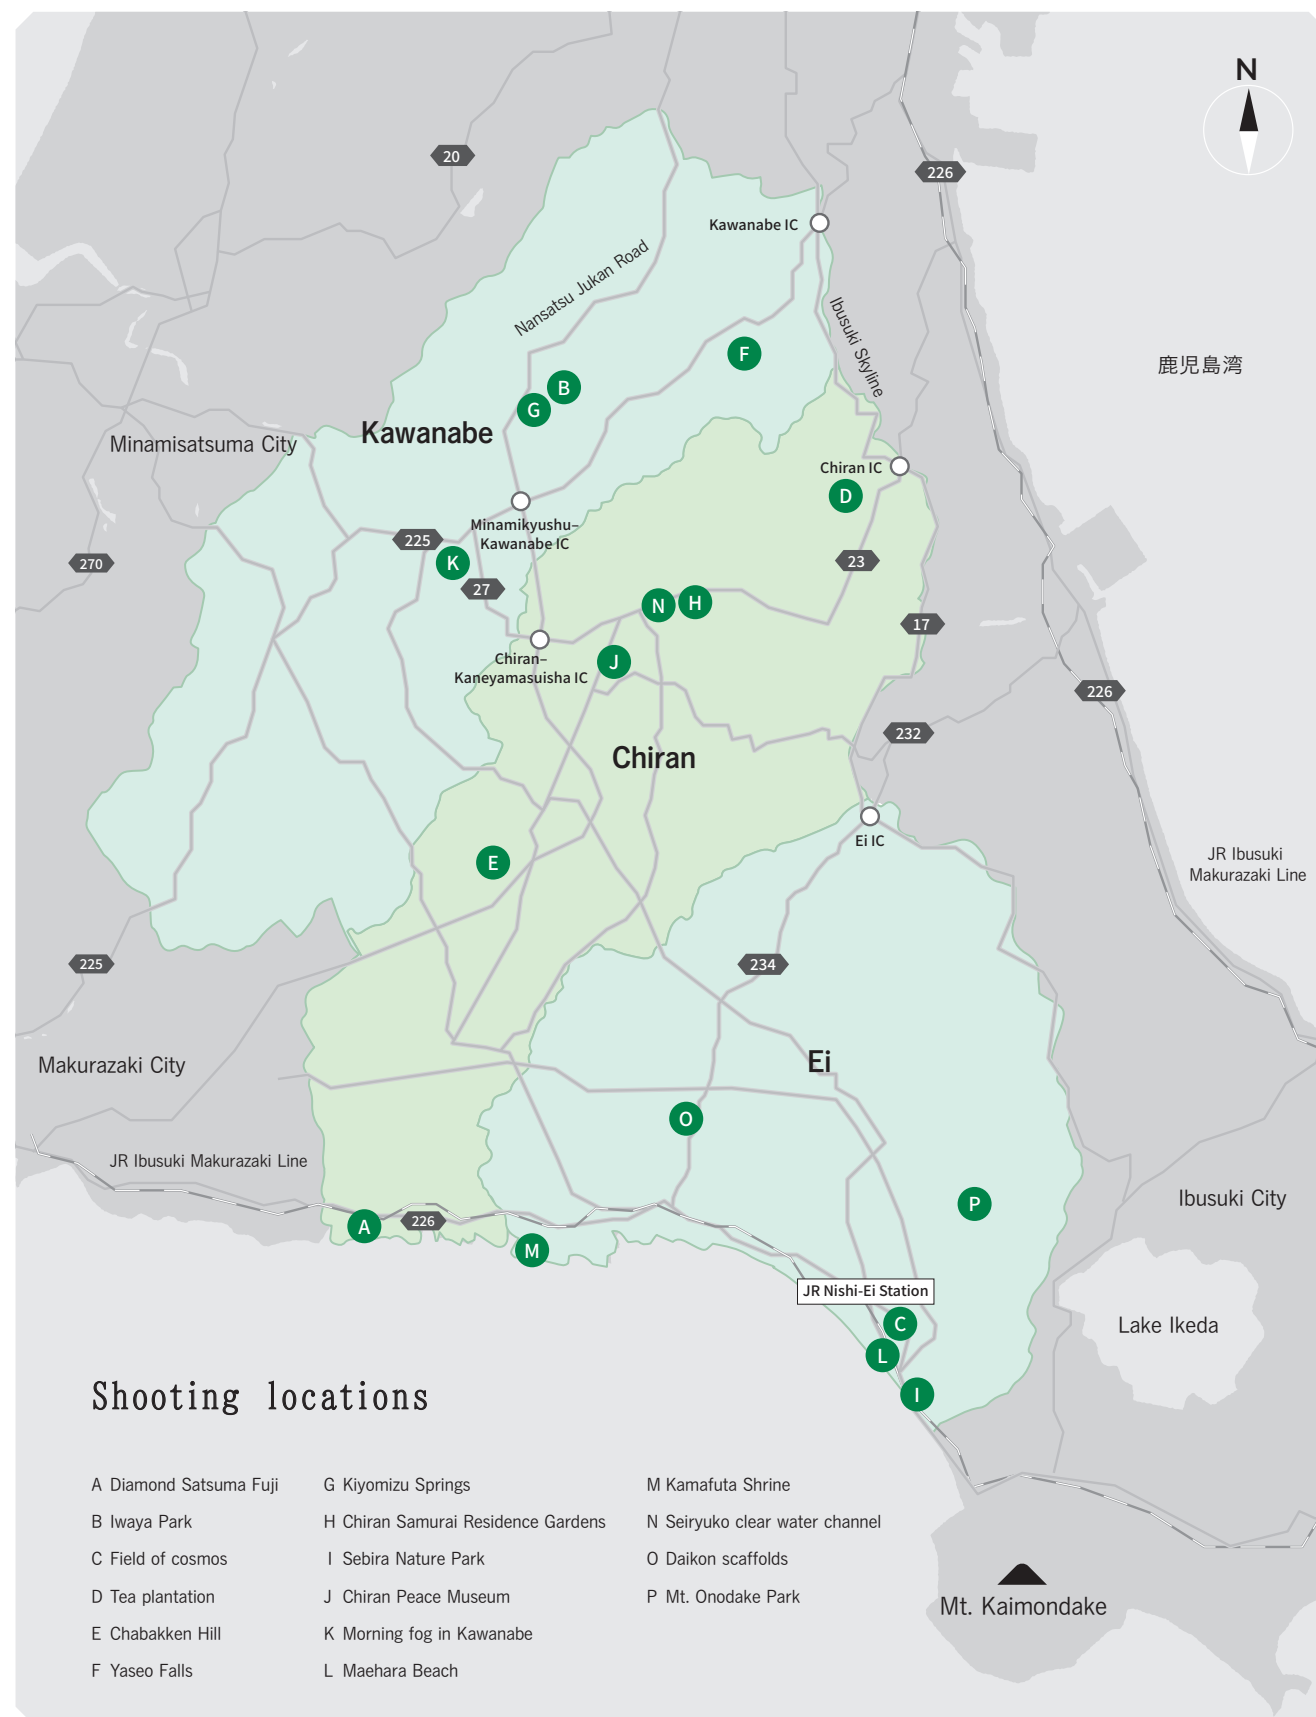 N
20
226
Kawanabe IC
Nansatsu Jukan Road
Ibusuki Skyline
F
鹿児島湾
B
G
Kawanabe
Minamisatsuma City
Chiran IC
D
Minamikyushu–
Kawanabe IC
225
K
270
23
27
N
H
17
Chiran–
Kaneyamasuisha IC
J
226
232
Chiran
Ei IC
JR Ibusuki
Makurazaki Line
E
225
234
Makurazaki City
Ei
O
JR Ibusuki Makurazaki Line
Ibusuki City
P
A
226
M
JR Nishi-Ei Station
C
Lake Ikeda
L
I
Shooting locations
A Diamond Satsuma Fuji
B Iwaya Park
C Field of cosmos
D Tea plantation
E Chabakken Hill
F Yaseo Falls
G Kiyomizu Springs
H Chiran Samurai Residence Gardens
I Sebira Nature Park
J Chiran Peace Museum
K Morning fog in Kawanabe
L Maehara Beach
M Kamafuta Shrine
N Seiryuko clear water channel
O Daikon scaffolds
P Mt. Onodake Park
Mt. Kaimondake